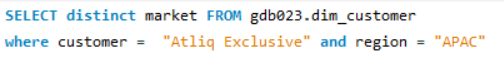 SELECT distinct market FROM gdb023.dim_customer
where customer =  "Atliq Exclusive" and region = "APAC"